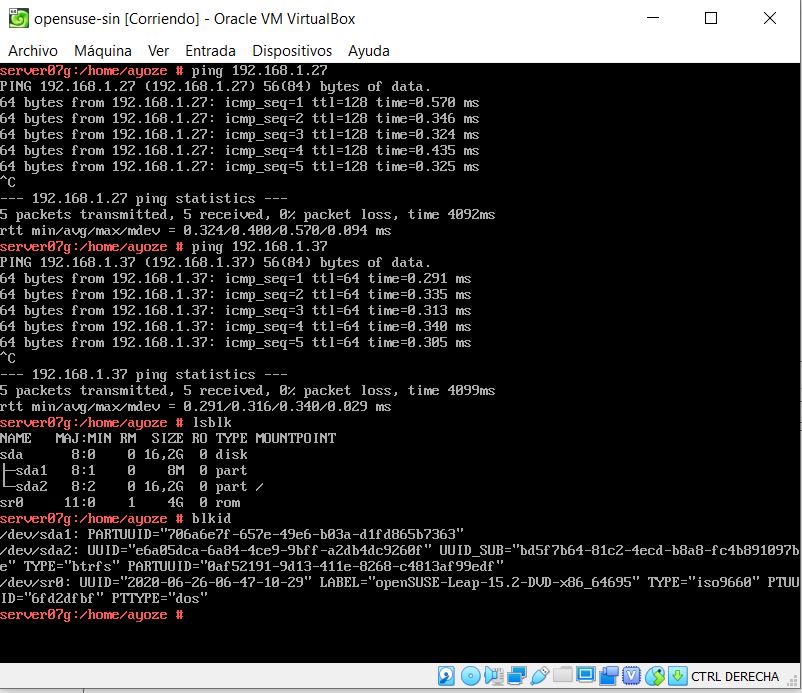 opensuse-sin [Corriendo] - Oracle VM VirtualBox
Archivo Máquina Ver Entrada Dispositivos Ayuda
server07g:/home/ayoze # ping 192.168.1.27
PING 192.168.1.27 (192.168.1.27) 56(84) bytes of data.
64 bytes from 192.168.1.27: icmp_seq=1 ttl=128 time=0.570 ms
64 bytes from 192.168.1.27: icmp_seq=2 ttl=128 time=0.346 ms
64 bytes from 192.168.1.27: icmp_seq=3 ttl=128 time=0.324 ms
64 bytes from 192.168.1.27: icmp_seq=4 ttl=128 time=0.435 ms
64 bytes from 192.168.1.27: icmp_seq=5 ttl=128 time=0.325 ms
^C
--- 192.168.1.27 ping statistics ---
5 packets transmitted, 5 received, 0% packet loss, time 4092ms
rtt min/avg/max/mdev = 0.324/0.400/0.570/0.094 ms
server07g:/home/ayoze # ping 192.168.1.37
PING 192.168.1.37 (192.168.1.37) 56(84) bytes of data.
64 bytes from 192.168.1.37: icmp_seq=1 ttl=64 time=0.291 ms
64 bytes from 192.168.1.37: icmp_seq=2 ttl=64 time=0.335 ms
64 bytes from 192.168.1.37: icmp_seq=3 ttl=64 time=0.313 ms
64 bytes from 192.168.1.37: icmp_seq=4 ttl=64 time=0.340 ms
64 bytes from 192.168.1.37: icmp_seq=5 ttl=64 time=0.305 ms
^C
--- 192.168.1.37 ping statistics ---
5 packets transmitted, 5 received, 0% packet loss, time 4099ms
rtt min/avg/max/mdev = 0.291/0.316/0.340/0.029 ms
server07g:/home/ayoze # lsblk
NAME   MAJ:MIN RM  SIZE RO TYPE MOUNTPOINT
sda      8:0    0 16,2G  0 disk
├─sda1   8:1    0    8M  0 part
└─sda2   8:2    0 16,2G  0 part /
sr0     11:0    1    4G  0 rom
server07g:/home/ayoze # blkid
/dev/sda1: PARTUUID="706a6e7f-657e-49e6-b03a-d1fd865b7363"
/dev/sda2: UUID="e6a05dca-6a84-4ce9-9bff-a2db4dc9260f" UUID_SUB="bd5f7b64-81c2-4ecd-b8a8-fc4b891097b
e" TYPE="btrfs" PARTUUID="0af52191-9d13-411e-8268-c4813af99edf"
/dev/sr0: UUID="2020-06-26-06-47-10-29" LABEL="openSUSE-Leap-15.2-DVD-x86_64695" TYPE="iso9660" PTUU
ID="6fd2dfbf" PTTYPE="dos"
server07g:/home/ayoze #
CTRL DERECHA